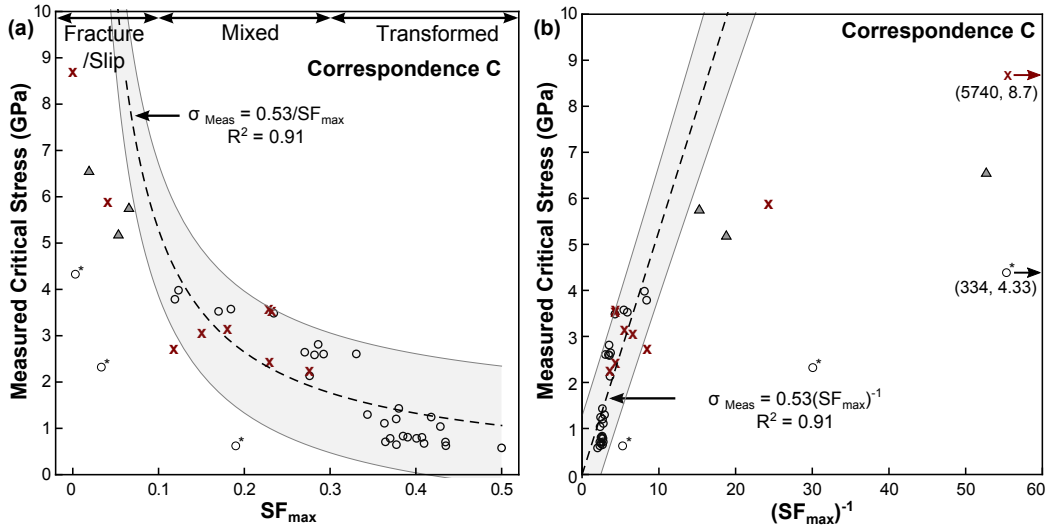 (a)
Fracture
/Slip
Mixed
Transformed
Correspondence C
σ Meas = 0.53/SFmax
R² = 0.91
Measured Critical Stress (GPa)
10
9
8
7
6
5
4
3
2
1
0
x
*
*
*
0
0.1
0.2
0.3
0.4
0.5
SFmax
(b)
Correspondence C
(5740, 8.7)
(334, 4.33)
σ Meas = 0.53(SFmax)⁻¹
R² = 0.91
Measured Critical Stress (GPa)
10
9
8
7
6
5
4
3
2
1
0
*
*
*
0
10
20
30
40
50
60
(SFmax)⁻¹